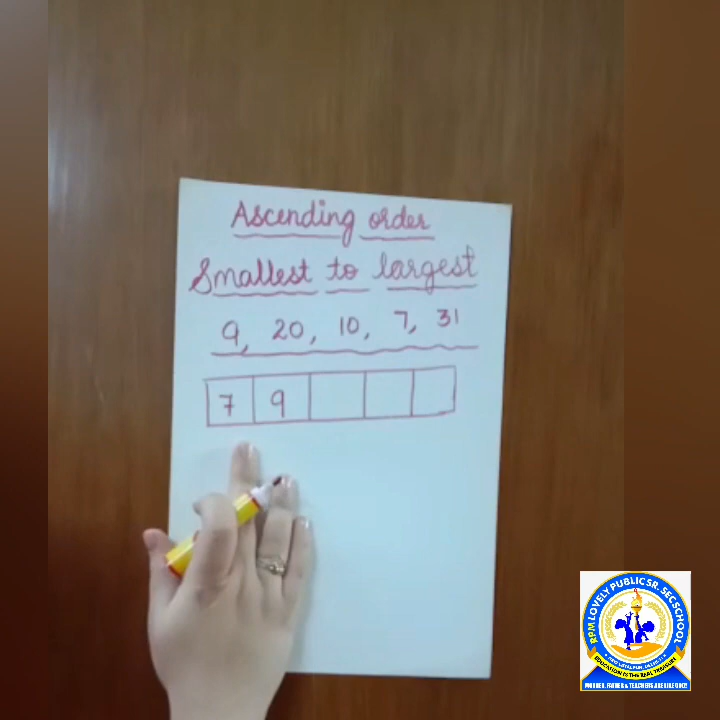 Ascending order
Smallest to largest
9, 20, 10, 7, 31
7 9
RPM LOVELY PUBLIC SR. SEC SCHOOL
EDUCATION IS THE REAL TREASURE